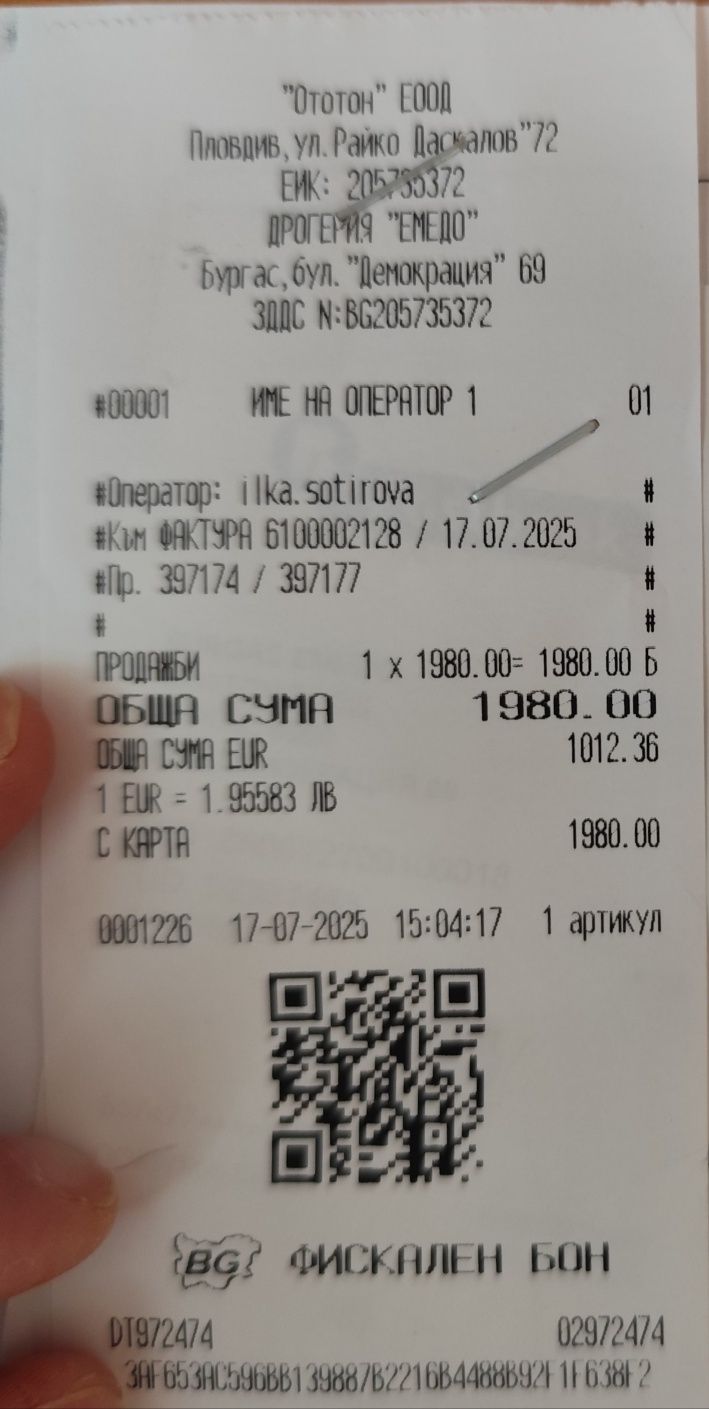 "Ототон" ЕООД
Пловдив,ул.Райко Даскалов"72
ЕИК: 205735372
ДРОГЕРИЯ "ЕМЕДО"
Бургас,бул. "Демокрация" 69
ЗДДС N:BG205735372
#00001 ИМЕ НА ОПЕРАТОР 1 01
#Оператор: ilka.sotirova #
#Към ФАКТУРА 6100002128 / 17.07.2025 #
#Пр. 397174 / 397177 #
# #
ПРОДАЖБИ 1 x 1980.00= 1980.00 Б
ОБЩА СУМА 1980.00
ОБЩА СУМА EUR 1012.36
1 EUR = 1.95583 ЛВ
С КАРТА 1980.00
0001226 17-07-2025 15:04:17 1 артикул
BG ФИСКАЛЕН БОН
DT972474 02972474
3AF653AC596BB139887B2216B4488B92F1F638F2